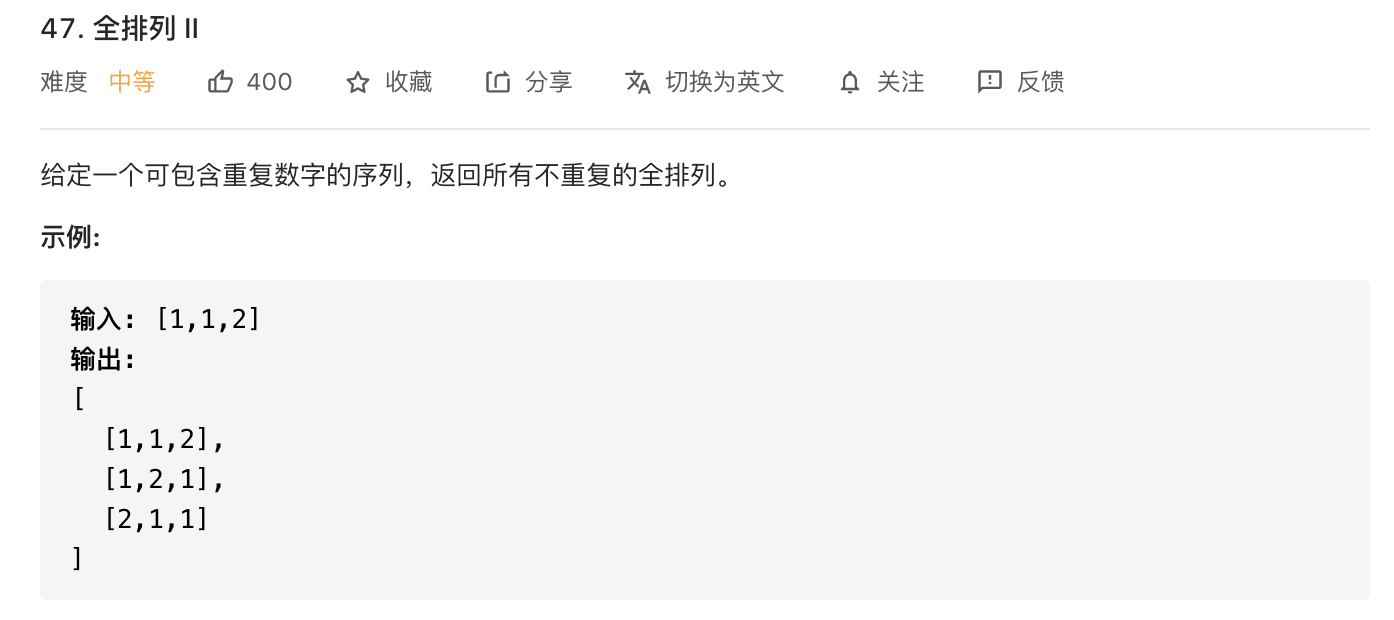 47. 全排列 II
难度 中等 400 收藏 分享 切换为英文 关注 反馈
给定一个可包含重复数字的序列，返回所有不重复的全排列。
示例:
输入: [1,1,2]
输出:
[
  [1,1,2],
  [1,2,1],
  [2,1,1]
]